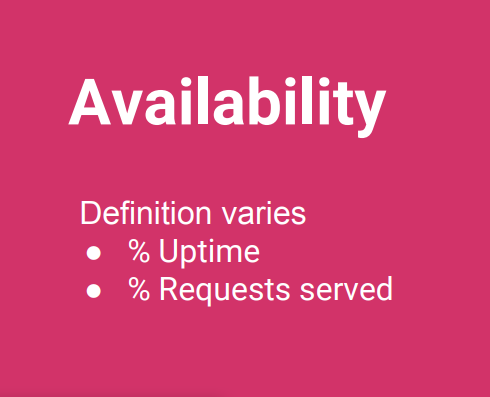 Availability
Definition varies
● % Uptime
● % Requests served